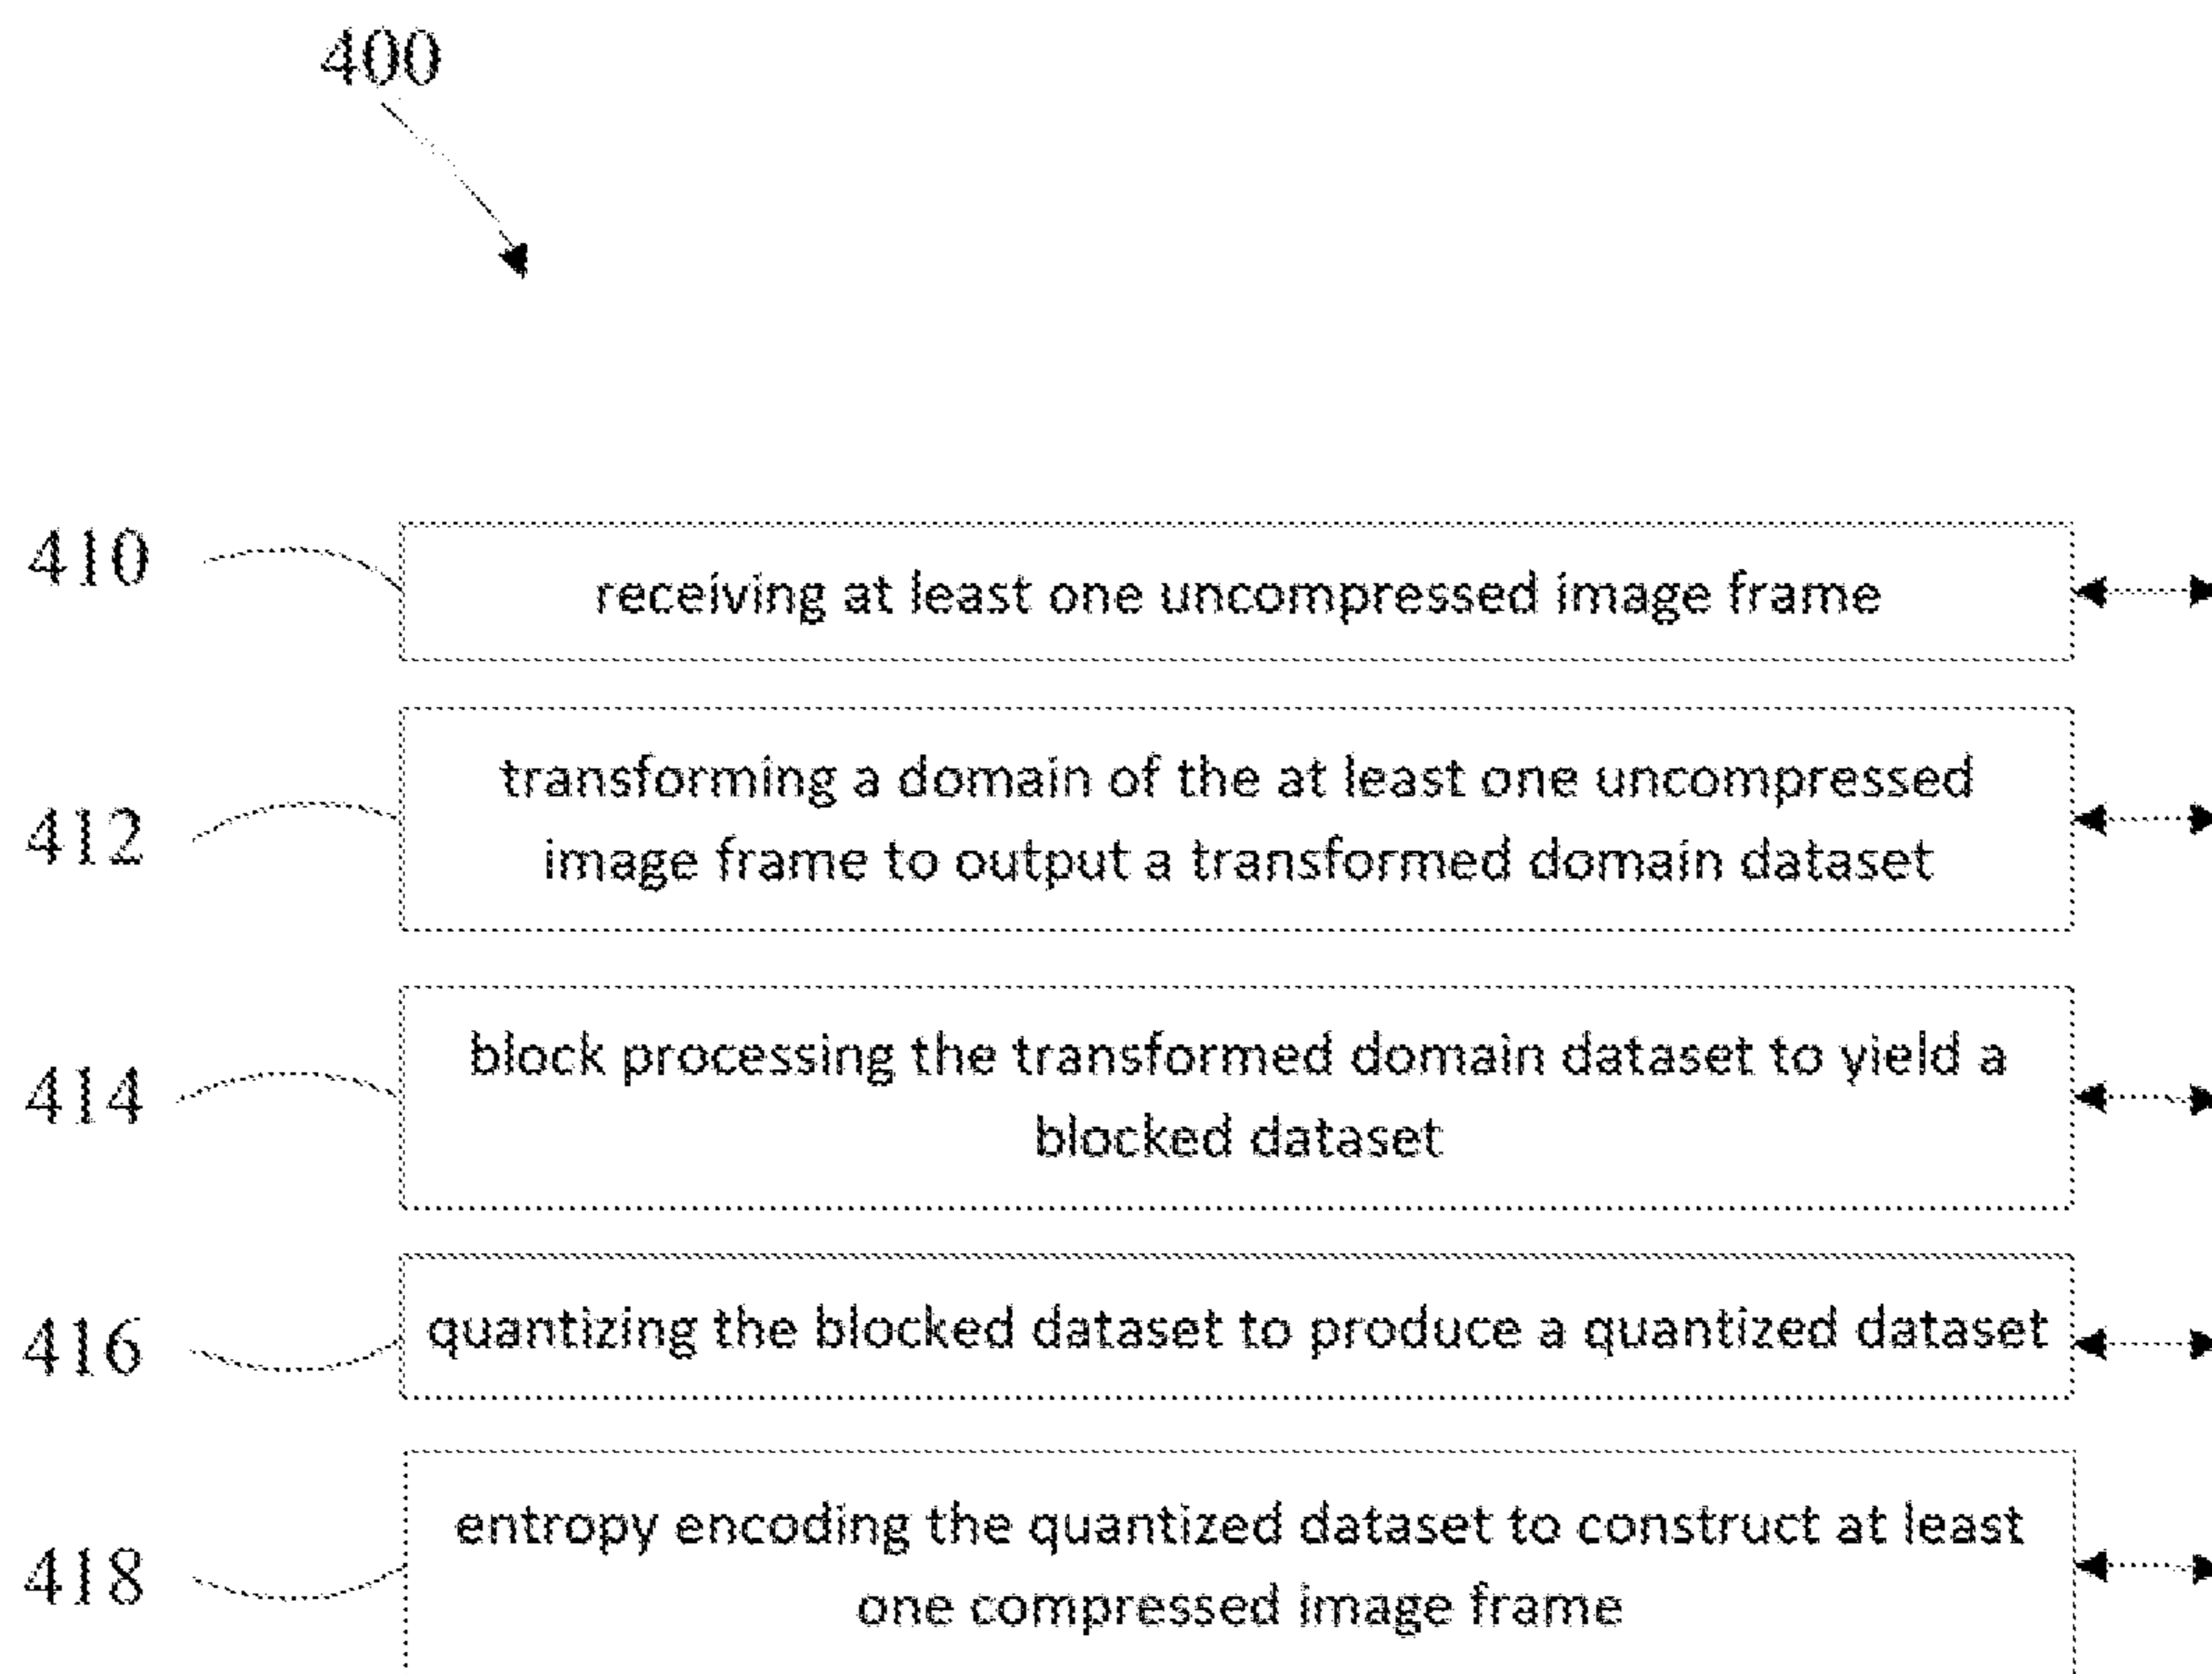 400
410
receiving at least one uncompressed image frame
412
transforming a domain of the at least one uncompressed
image frame to output a transformed domain dataset
414
block processing the transformed domain dataset to yield a
blocked dataset
416
quantizing the blocked dataset to produce a quantized dataset
418
entropy encoding the quantized dataset to construct at least
one compressed image frame